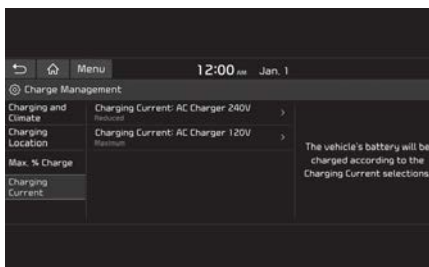 Menu
12:00 AM Jan. 1
Charge Management
Charging and
Climate
Charging
Location
Max. % Charge
Charging
Current
Charging Current: AC Charger 240V
Reduced
Charging Current: AC Charger 120V
Maximum
The vehicle's battery will be
charged according to the
Charging Current selections